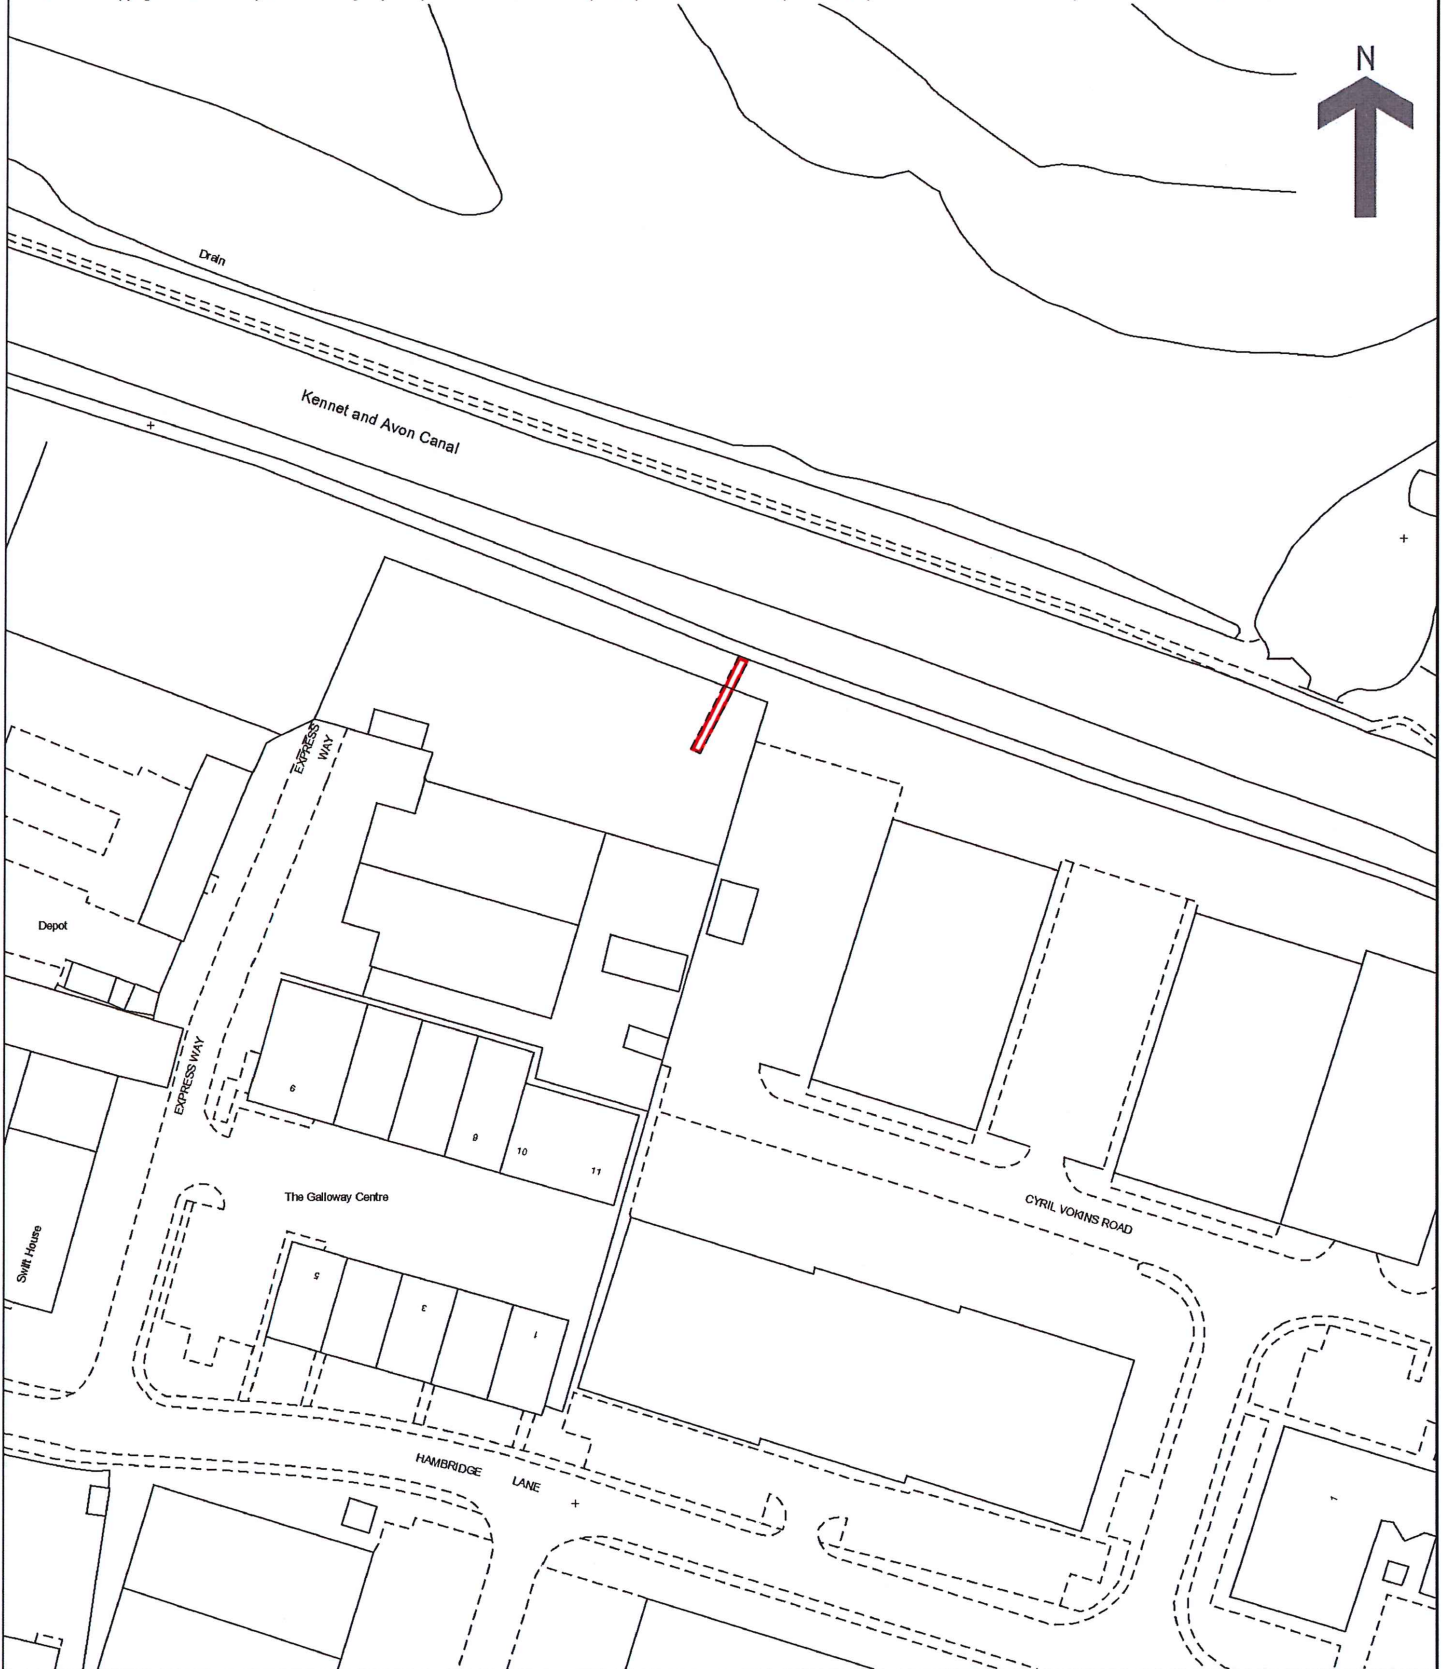 N
Drain
Kennet and Avon Canal
EXPRESS
WAY
Depot
EXPRESS WAY
6
9
10
11
The Galloway Centre
CYRIL VOKINS ROAD
Swift House
5
3
1
HAMBRIDGE LANE
1